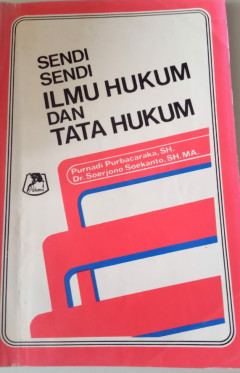 SENDI
SENDI
ILMU HUKUM
DAN
TATA HUKUM
Purnadi Purbacaraka, SH.
Dr. Soerjono Soekanto, SH. MA.